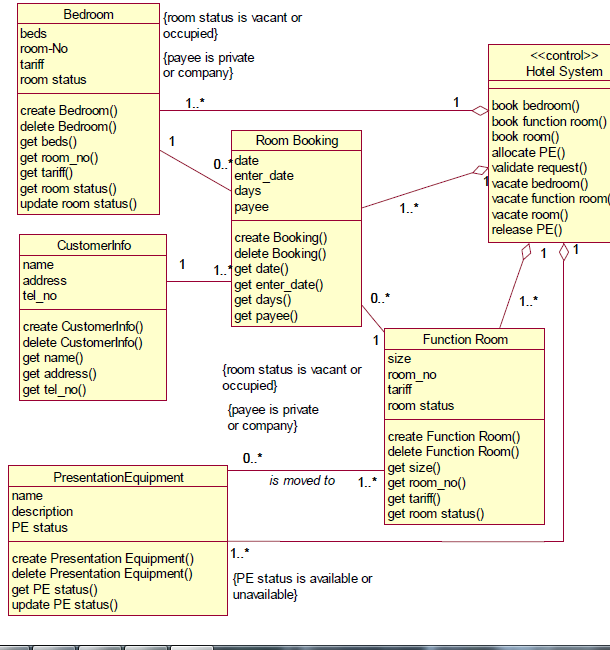 Bedroom
beds
room-No
tariff
room status
create Bedroom()
delete Bedroom()
get beds()
get room_no()
get tariff()
get room status()
update room status()
{room status is vacant or
occupied}
{payee is private
or company}
1..*
1
<<control>>
Hotel System
book bedroom()
book function room()
book room()
allocate PE()
validate request()
vacate bedroom()
vacate function room(
vacate room()
release PE()
1
0..*
Room Booking
date
enter_date
days
payee
create Booking()
delete Booking()
get date()
get enter_date()
get days()
get payee()
1
1..*
CustomerInfo
name
address
tel_no
create CustomerInfo()
delete CustomerInfo()
get name()
get address()
get tel_no()
1
1..*
1
1
1..*
0..*
1
Function Room
size
room_no
tariff
room status
create Function Room()
delete Function Room()
get size()
get room_no()
get tariff()
get room status()
{room status is vacant or
occupied}
{payee is private
or company}
0..*
is moved to
1..*
PresentationEquipment
name
description
PE status
create Presentation Equipment()
delete Presentation Equipment()
get PE status()
update PE status()
1..*
{PE status is available or
unavailable}